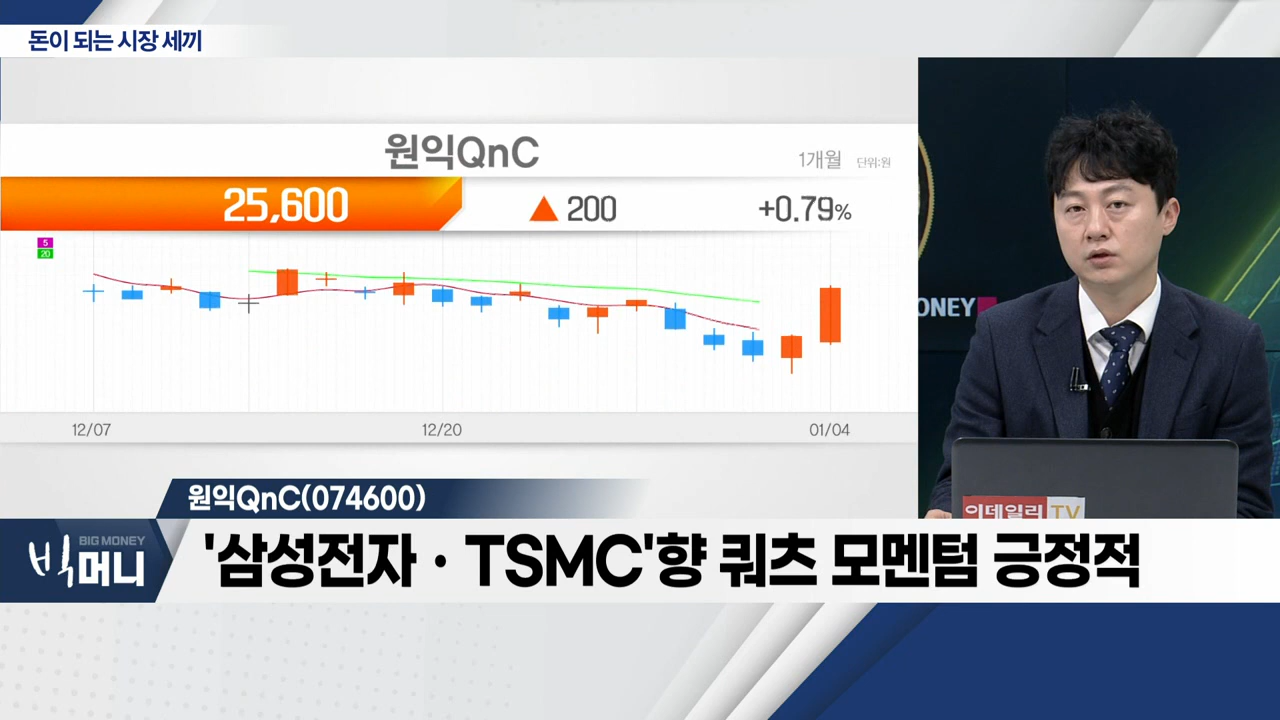 돈이 되는 시장 세끼
원익QnC
1개월 단위:원
25,600 ▲ 200 +0.79%
5
20
12/07 12/20 01/04
ONEY
이데일리TV
원익QnC(074600)
BIG MONEY
빅머니
'삼성전자 · TSMC'향 쿼츠 모멘텀 긍정적